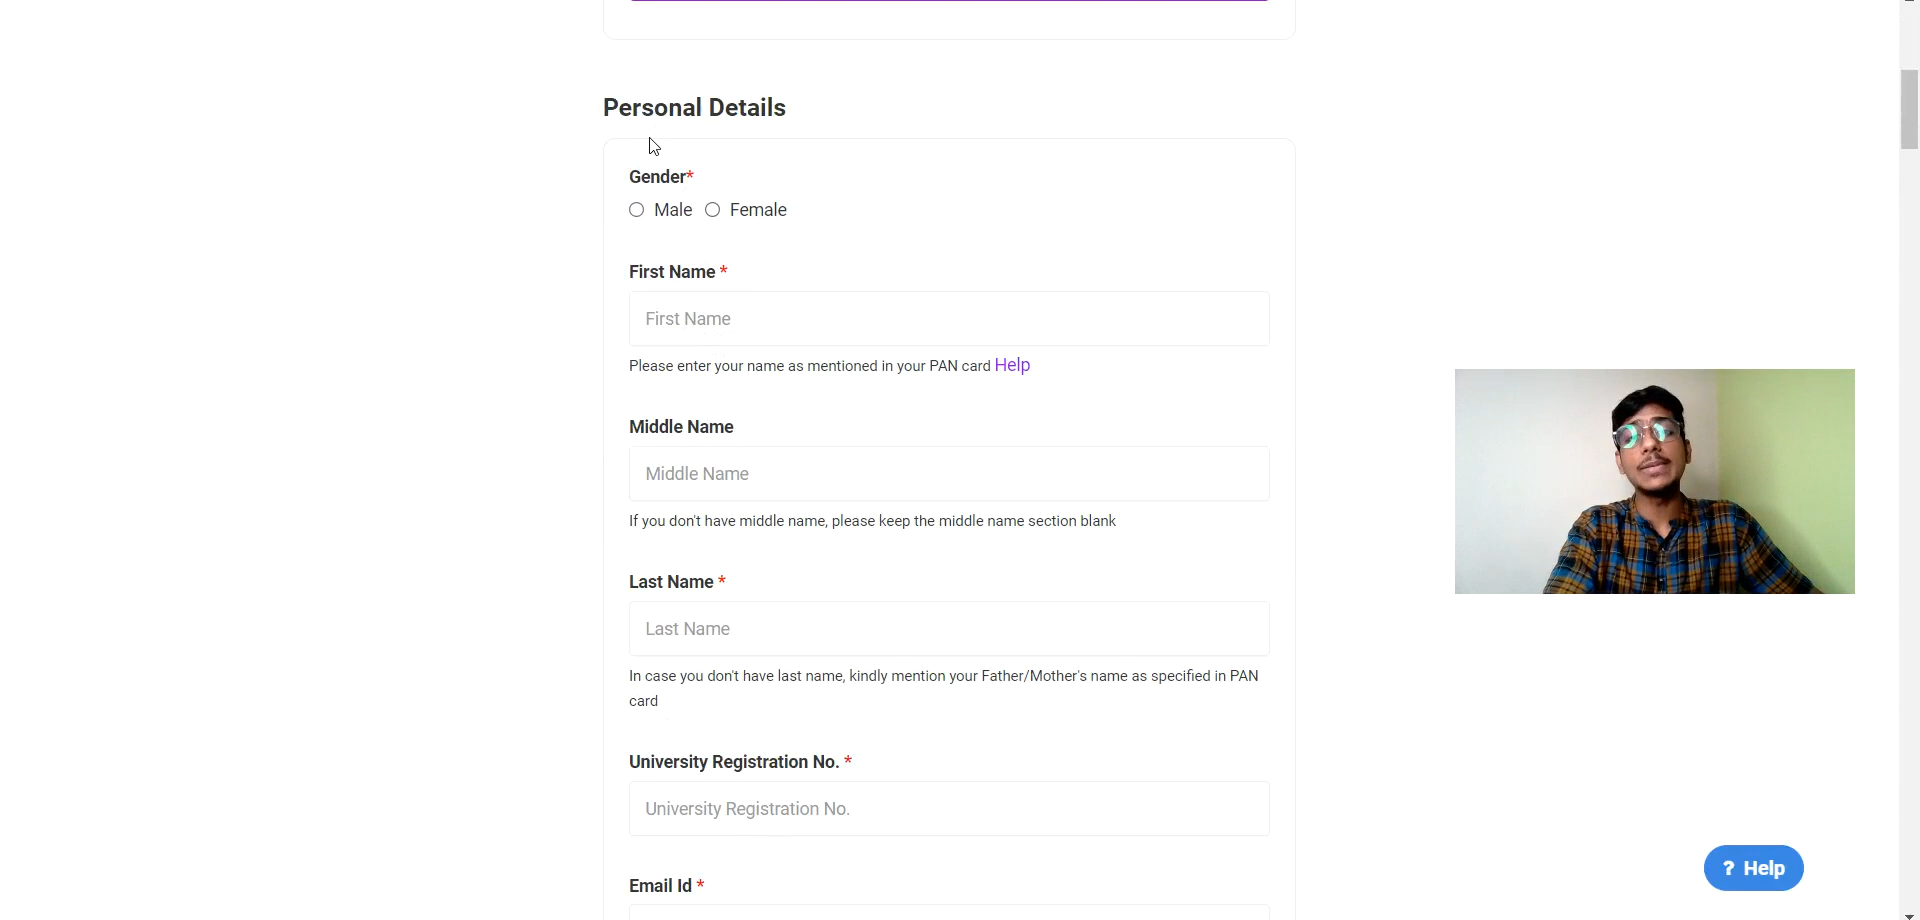 Personal Details
Gender*
Male Female
First Name *
First Name
Please enter your name as mentioned in your PAN card Help
Middle Name
Middle Name
If you don't have middle name, please keep the middle name section blank
Last Name *
Last Name
In case you don't have last name, kindly mention your Father/Mother's name as specified in PAN
card
University Registration No. *
University Registration No.
Email Id *
? Help